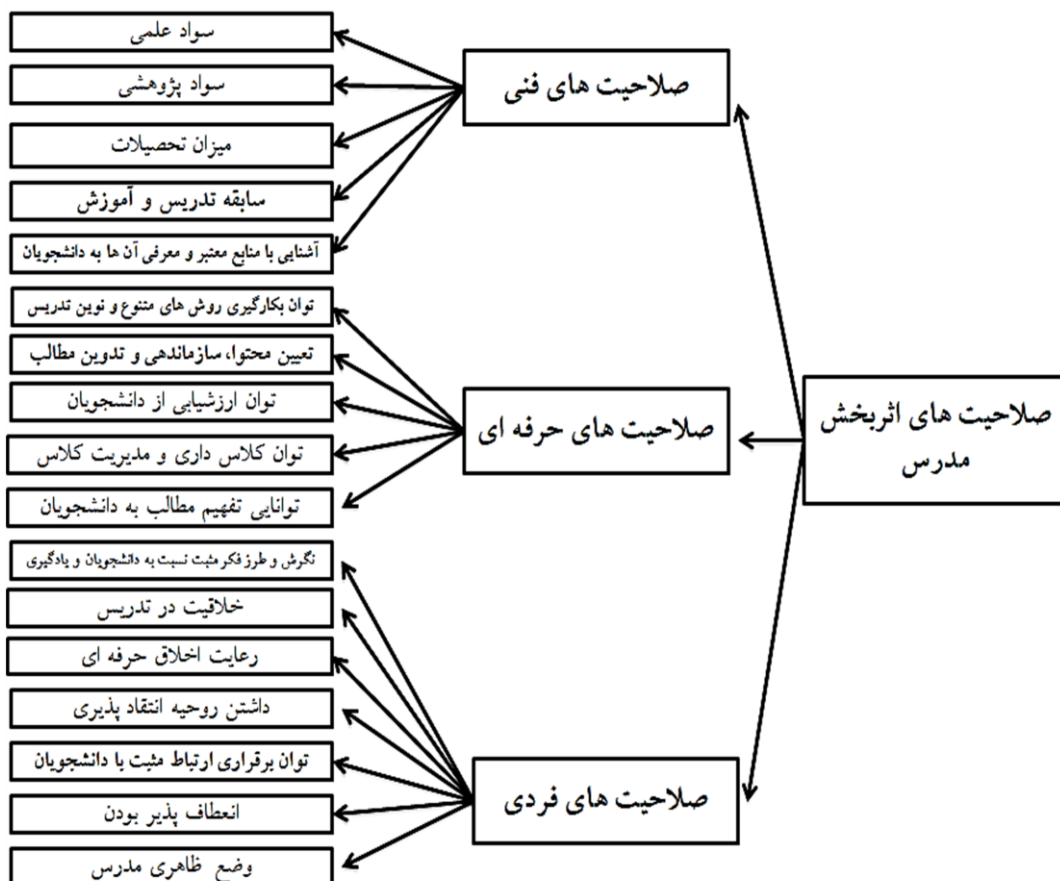 صلاحیت های اثربخش
مدرس
صلاحیت های فنی
سواد علمی
سواد پژوهشی
میزان تحصیلات
سابقه تدریس و آموزش
آشنایی با منابع معتبر و معرفی آن ها به دانشجویان
صلاحیت های حرفه ای
توان بکارگیری روش های متنوع و نوین تدریس
تعیین محتوا، سازماندهی و تدوین مطالب
توان ارزشیابی از دانشجویان
توان کلاس داری و مدیریت کلاس
توانایی تفهیم مطالب به دانشجویان
صلاحیت های فردی
نگرش و طرز فکر مثبت نسبت به دانشجویان و یادگیری
خلاقیت در تدریس
رعایت اخلاق حرفه ای
داشتن روحیه انتقاد پذیری
توان برقراری ارتباط مثبت با دانشجویان
انعطاف پذیر بودن
وضع ظاهری مدرس